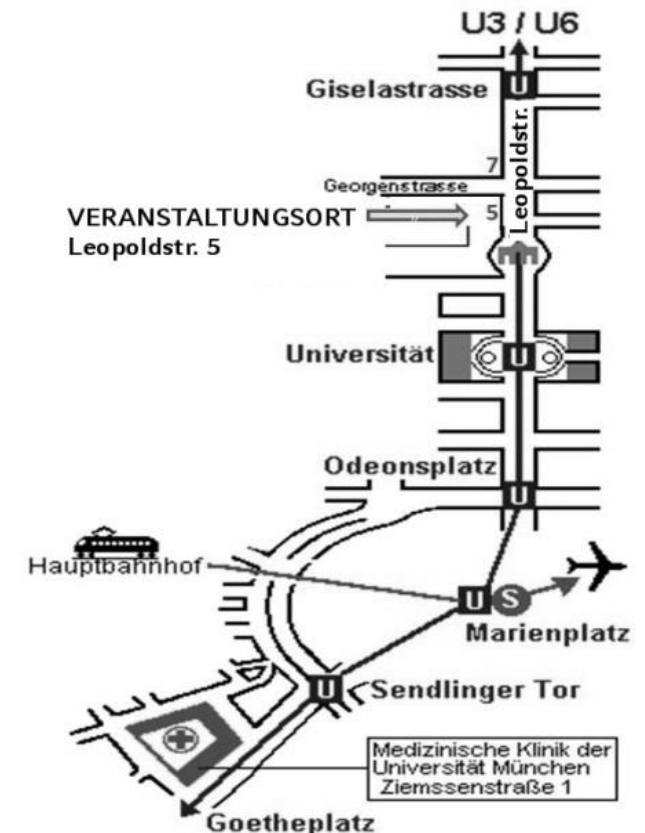 U3 / U6
U
Giselastrasse
Leopoldstr.
7
Georgenstrasse
VERANSTALTUNGSORT
5
Leopoldstr. 5
Universität
U
Odeonsplatz
U
Hauptbahnhof
U
S
Marienplatz
U
Sendlinger Tor
Medizinische Klinik der
Universität München
Ziemssenstraße 1
Goetheplatz